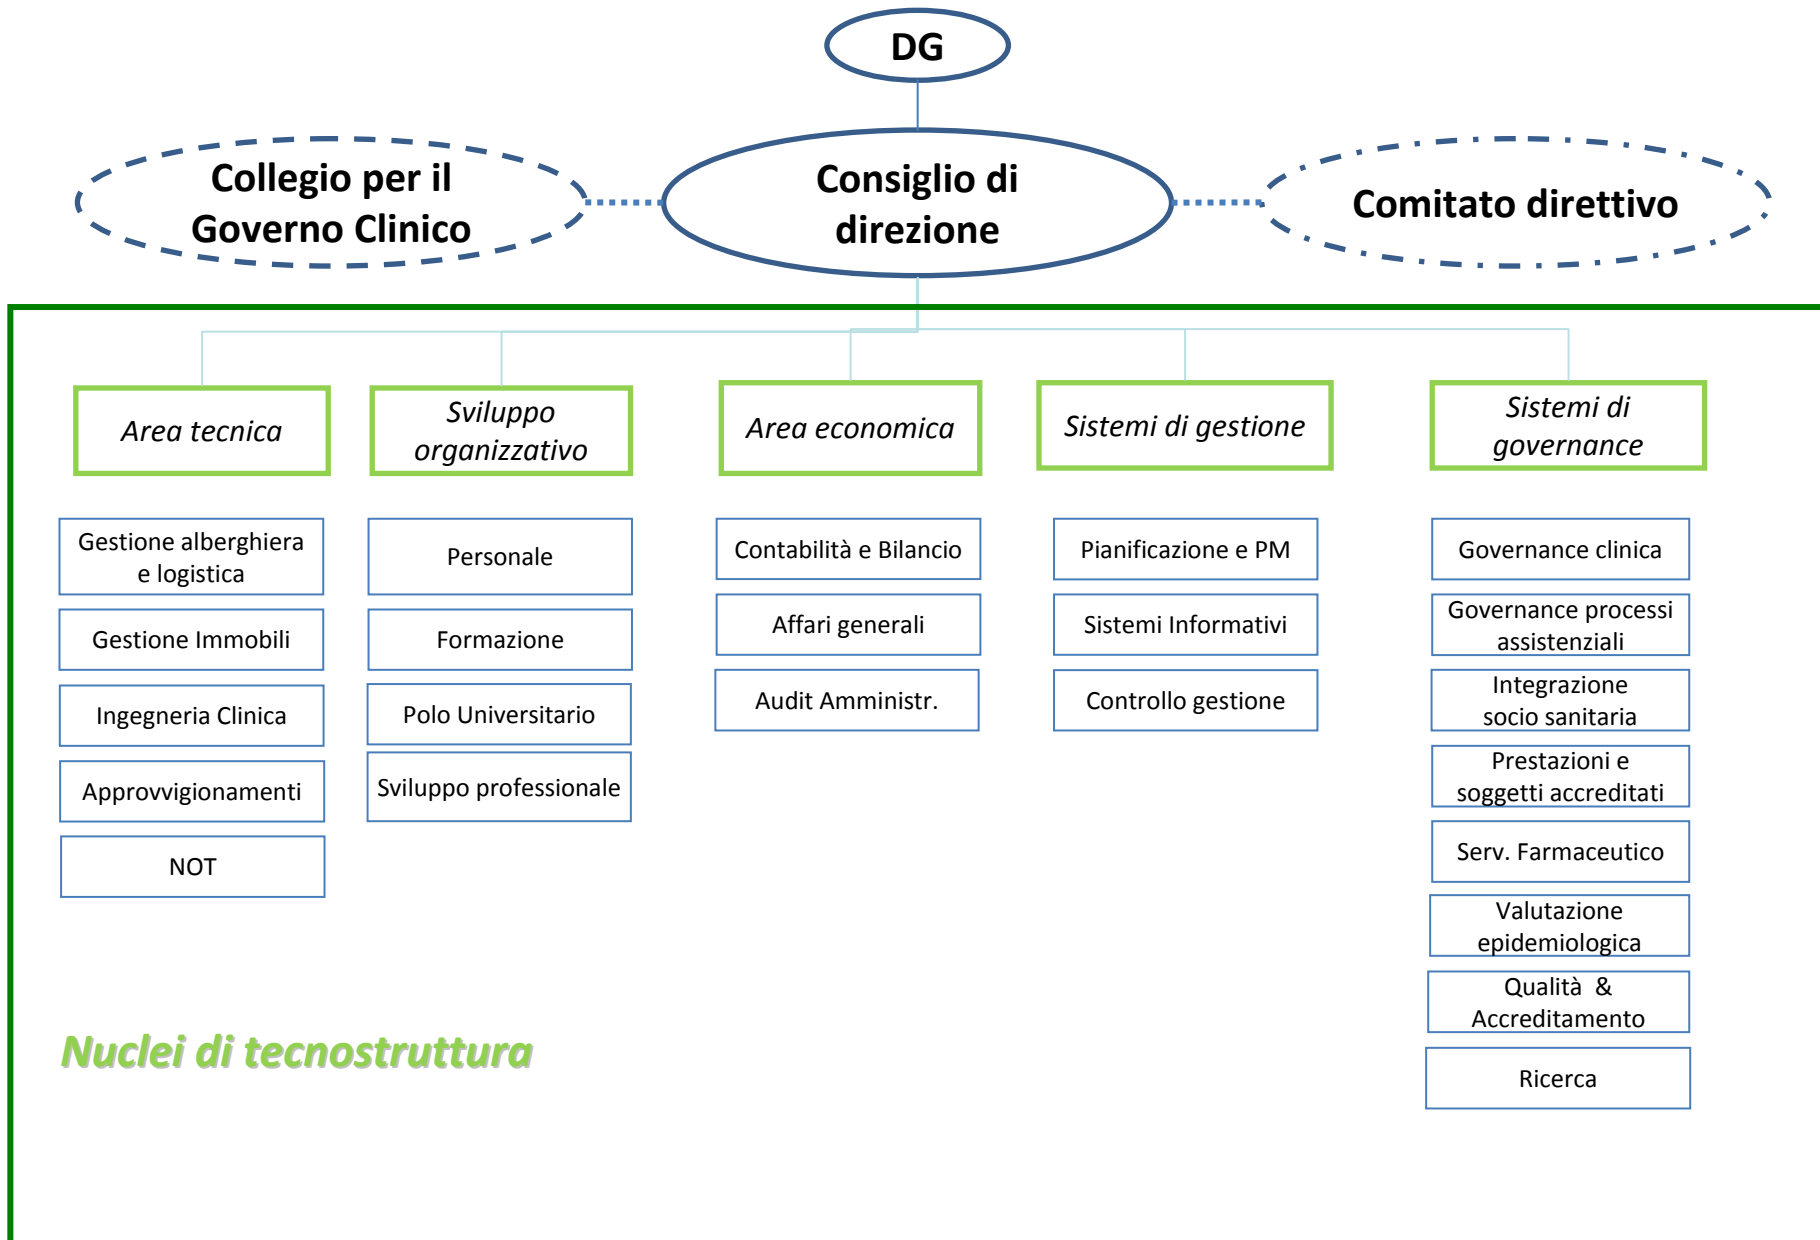 DG
Collegio per il
Governo Clinico
Consiglio di
direzione
Comitato direttivo
Area tecnica
Sviluppo
organizzativo
Area economica
Sistemi di gestione
Sistemi di
governance
Gestione alberghiera
e logistica
Gestione Immobili
Ingegneria Clinica
Approvvigionamenti
NOT
Personale
Formazione
Polo Universitario
Sviluppo professionale
Contabilità e Bilancio
Affari generali
Audit Amministr.
Pianificazione e PM
Sistemi Informativi
Controllo gestione
Governance clinica
Governance processi
assistenziali
Integrazione
socio sanitaria
Prestazioni e
soggetti accreditati
Serv. Farmaceutico
Valutazione
epidemiologica
Qualità &
Accreditamento
Ricerca
Nuclei di tecnostruttura